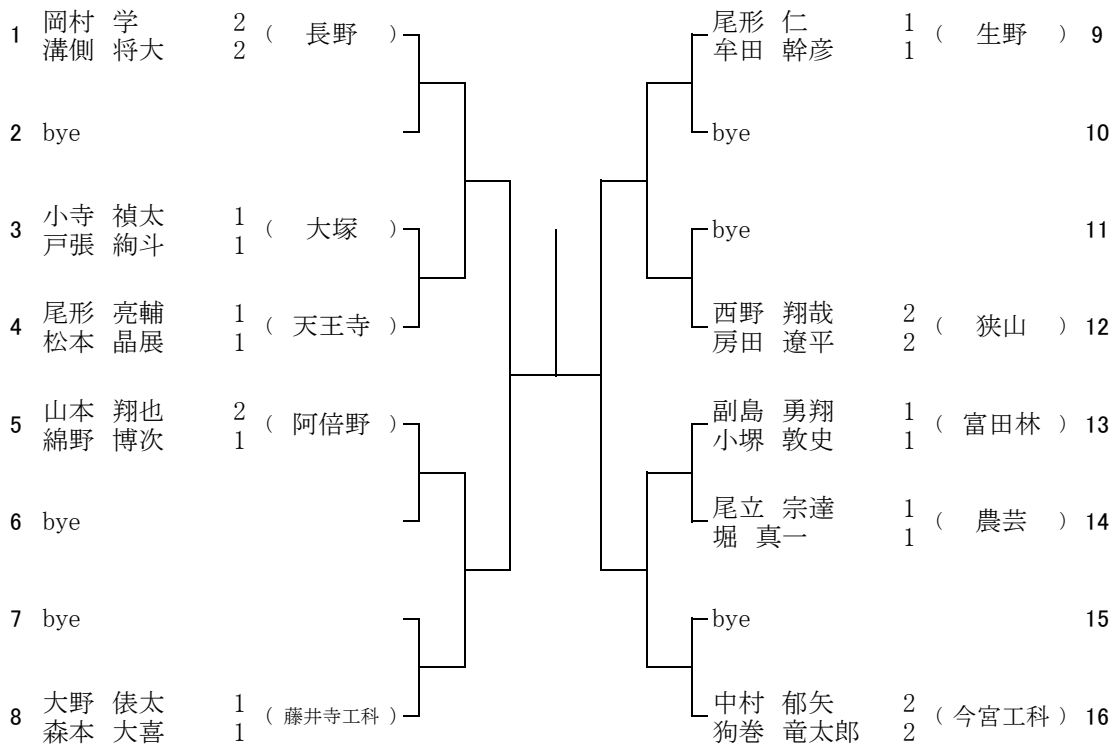 1 岡村 学 2 ( 長野 )
溝側 将大 2
2 bye
3 小寺 禎太 1 ( 大塚 )
戸張 絢斗 1
4 尾形 亮輔 1 ( 天王寺 )
松本 晶展 1
5 山本 翔也 2 ( 阿倍野 )
綿野 博次 1
6 bye
7 bye
8 大野 俵太 1 ( 藤井寺工科 )
森本 大喜 1
尾形 仁 1 ( 生野 ) 9
牟田 幹彦 1
bye 10
bye 11
西野 翔哉 2 ( 狭山 ) 12
房田 遼平 2
副島 勇翔 1 ( 富田林 ) 13
小堺 敦史 1
尾立 宗達 1 ( 農芸 ) 14
堀 真一 1
bye 15
中村 郁矢 2 ( 今宮工科 ) 16
狗巻 竜太郎 2